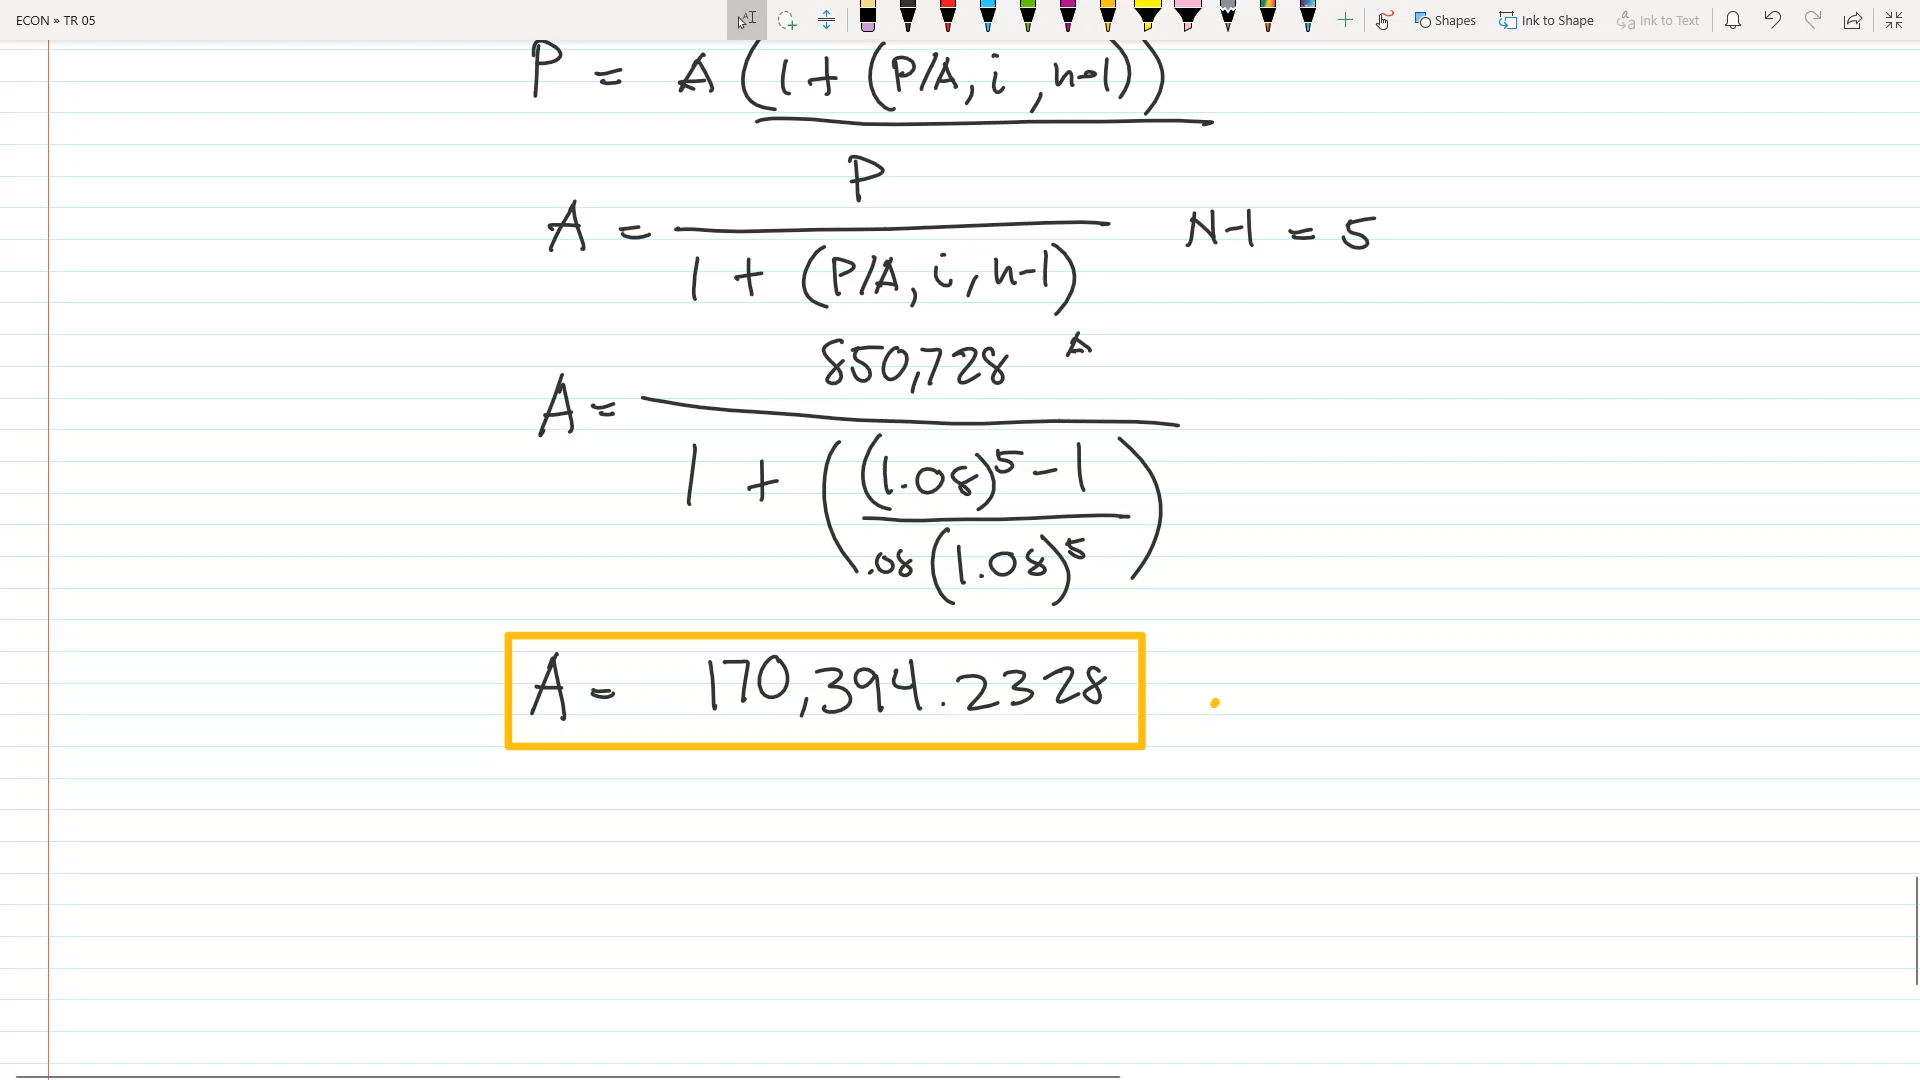 ECON » TR 05
Shapes
Ink to Shape
Ink to Text
P = A (1 + (P/A, i, n-1))
P
A = 1 + (P/A, i, n-1)
N-1 = 5
850,728 A
A = 1 + ((1.08)^5 - 1
.08 (1.08)^5)
A = 170,394.2328 .